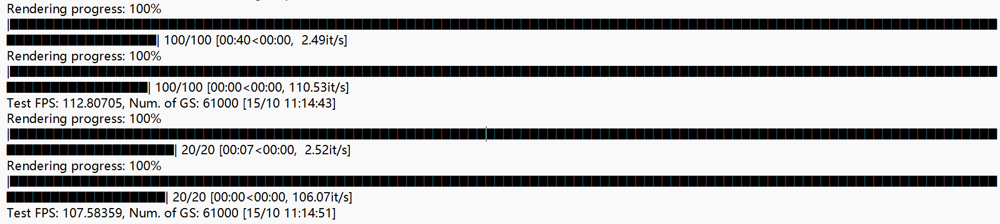 Rendering progress: 100%
|
| 100/100 [00:40<00:00,  2.49it/s]
Rendering progress: 100%
|
| 100/100 [00:00<00:00, 110.53it/s]
Test FPS: 112.80705, Num. of GS: 61000 [15/10 11:14:43]
Rendering progress: 100%
|
| 20/20 [00:07<00:00,  2.52it/s]
Rendering progress: 100%
|
| 20/20 [00:00<00:00, 106.07it/s]
Test FPS: 107.58359, Num. of GS: 61000 [15/10 11:14:51]